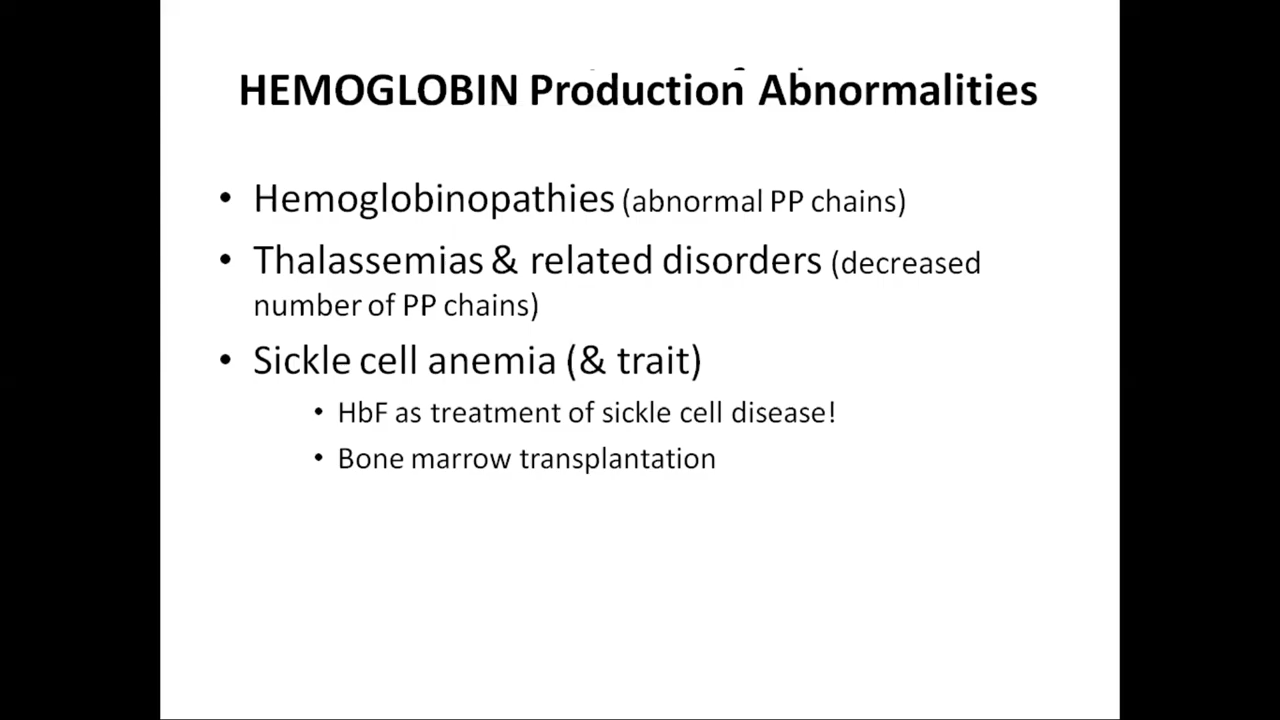 HEMOGLOBIN Production Abnormalities
• Hemoglobinopathies (abnormal PP chains)
• Thalassemias & related disorders (decreased
number of PP chains)
• Sickle cell anemia (& trait)
• HbF as treatment of sickle cell disease!
• Bone marrow transplantation